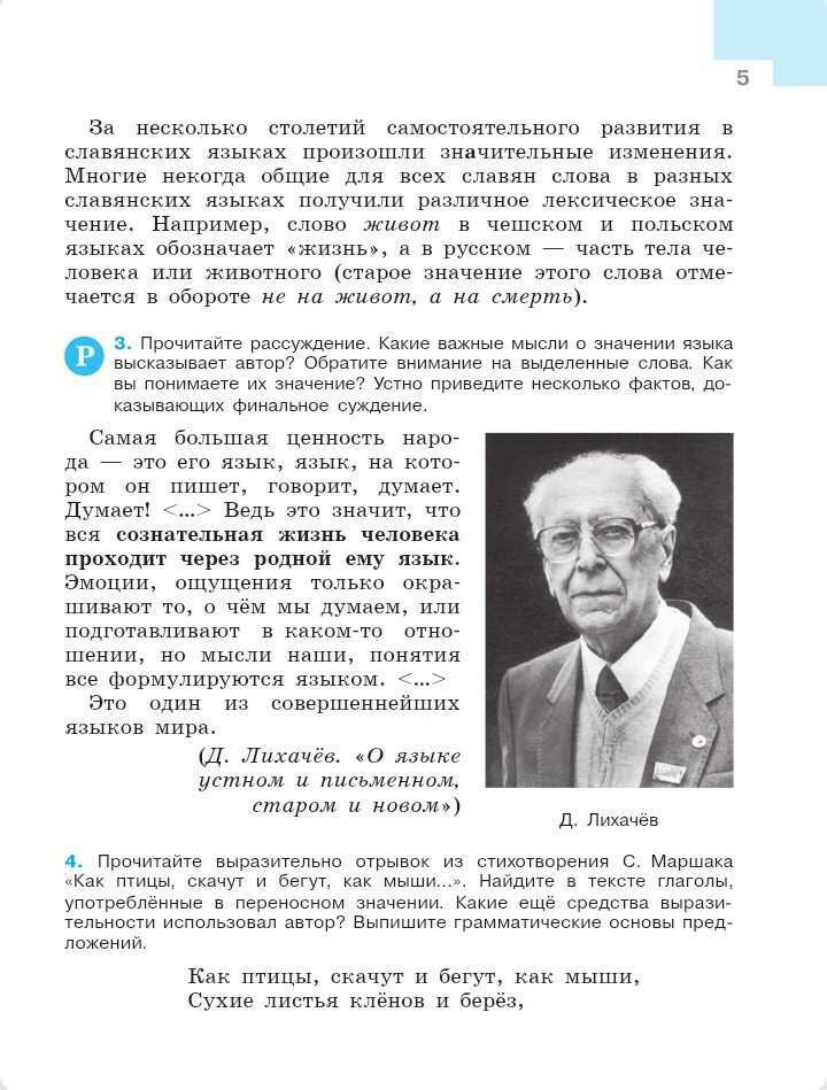 5
За несколько столетий самостоятельного развития в
славянских языках произошли значительные изменения.
Многие некогда общие для всех славян слова в разных
славянских языках получили различное лексическое зна-
чение. Например, слово живот в чешском и польском
языках обозначает «жизнь», а в русском — часть тела че-
ловека или животного (старое значение этого слова отме-
чается в обороте не на живот, а на смерть).
Р
3. Прочитайте рассуждение. Какие важные мысли о значении языка
высказывает автор? Обратите внимание на выделенные слова. Как
вы понимаете их значение? Устно приведите несколько фактов, до-
казывающих финальное суждение.
Самая большая ценность наро-
да — это его язык, язык, на кото-
ром он пишет, говорит, думает.
Думает! <...> Ведь это значит, что
вся сознательная жизнь человека
проходит через родной ему язык.
Эмоции, ощущения только окра-
шивают то, о чём мы думаем, или
подготавливают в каком-то отно-
шении, но мысли наши, понятия
все формулируются языком. <...>
Это один из совершеннейших
языков мира.
(Д. Лихачёв. «О языке
устном и письменном,
старом и новом»)
Д. Лихачёв
4. Прочитайте выразительно отрывок из стихотворения С. Маршака
«Как птицы, скачут и бегут, как мыши...». Найдите в тексте глаголы,
употреблённые в переносном значении. Какие ещё средства вырази-
тельности использовал автор? Выпишите грамматические основы пред-
ложений.
Как птицы, скачут и бегут, как мыши,
Сухие листья клёнов и берёз,